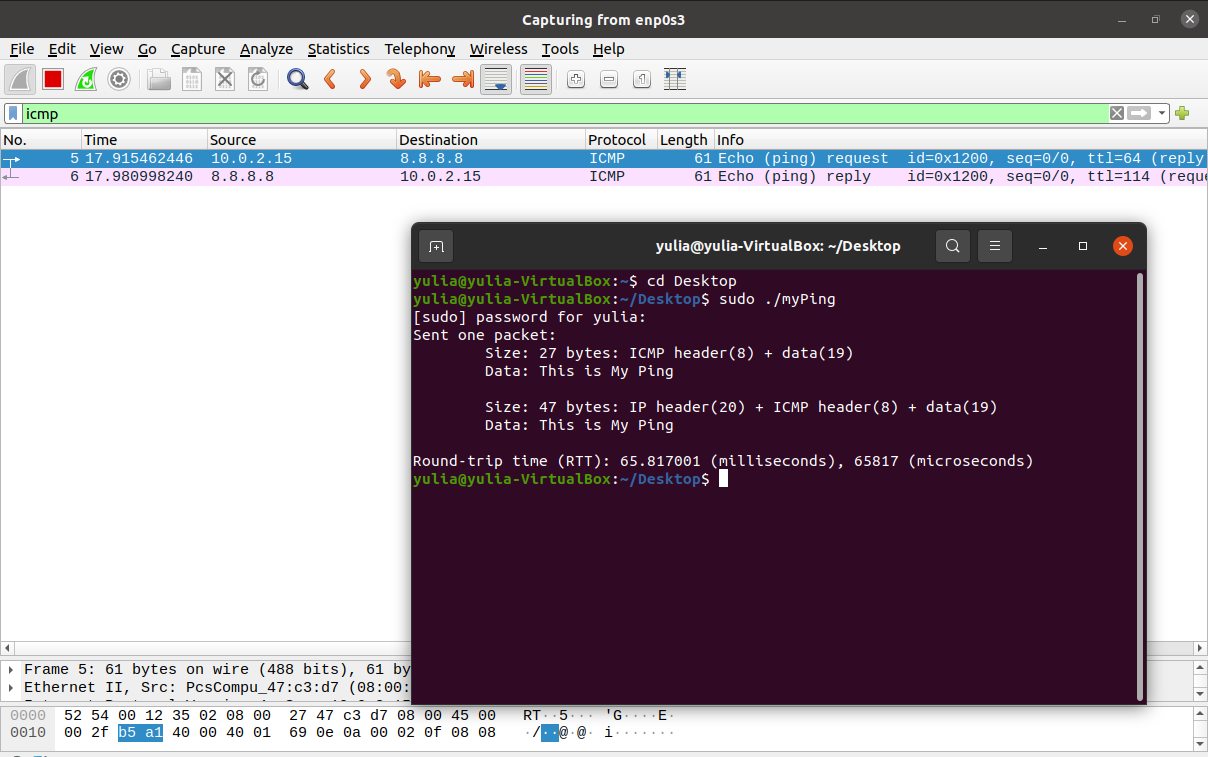 Capturing from enp0s3
File Edit View Go Capture Analyze Statistics Telephony Wireless Tools Help
icmp
No. Time Source Destination Protocol Length Info
5 17.915462446 10.0.2.15 8.8.8.8 ICMP 61 Echo (ping) request id=0x1200, seq=0/0, ttl=64 (reply
6 17.980998240 8.8.8.8 10.0.2.15 ICMP 61 Echo (ping) reply id=0x1200, seq=0/0, ttl=114 (reque
yulia@yulia-VirtualBox: ~/Desktop
yulia@yulia-VirtualBox:~$ cd Desktop
yulia@yulia-VirtualBox:~/Desktop$ sudo ./myPing
[sudo] password for yulia:
Sent one packet:
Size: 27 bytes: ICMP header(8) + data(19)
Data: This is My Ping
Size: 47 bytes: IP header(20) + ICMP header(8) + data(19)
Data: This is My Ping
Round-trip time (RTT): 65.817001 (milliseconds), 65817 (microseconds)
yulia@yulia-VirtualBox:~/Desktop$
Frame 5: 61 bytes on wire (488 bits), 61 by
Ethernet II, Src: PcsCompu_47:c3:d7 (08:00:
0000 52 54 00 12 35 02 08 00 27 47 c3 d7 08 00 45 00 RT··5··· 'G····E·
0010 00 2f b5 a1 40 00 40 01 69 0e 0a 00 02 0f 08 08 ·/··@·@· i·······